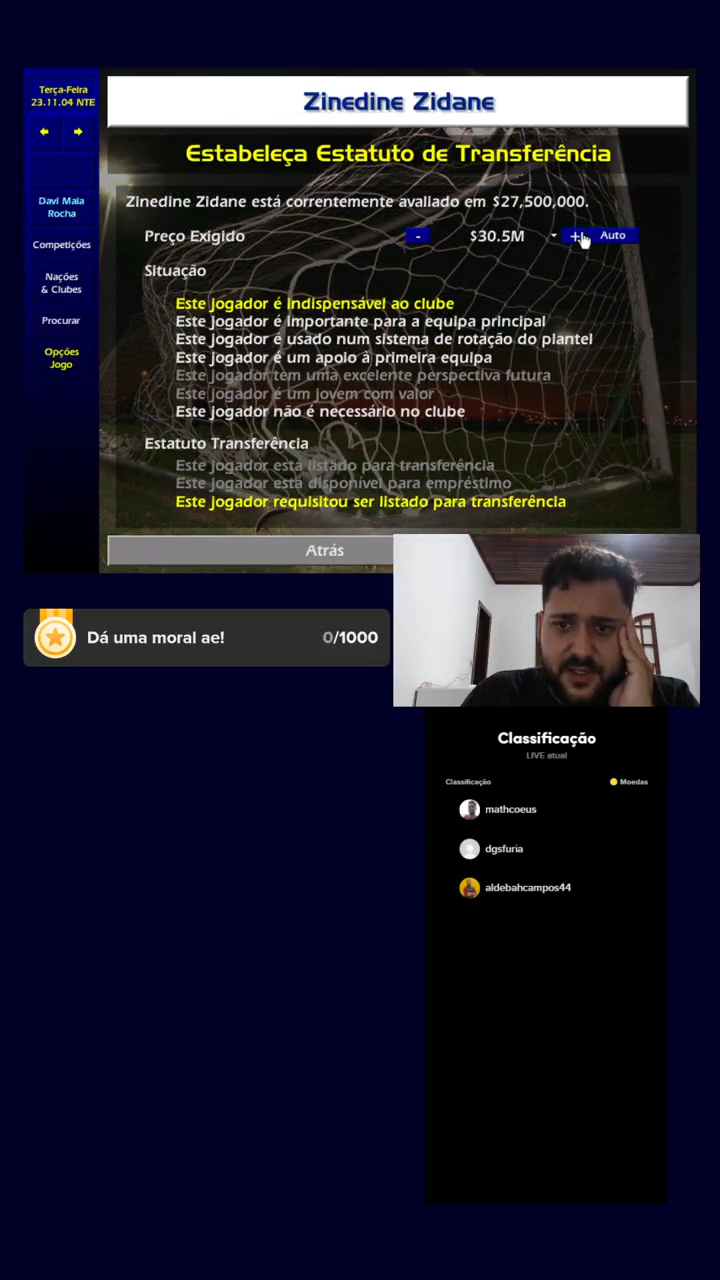 Terça-Feira
23.11.04 NTE
Davi Maia
Rocha
Competições
Nações
& Clubes
Procurar
Opções
Jogo
Zinedine Zidane
Estabeleça Estatuto de Transferência
Zinedine Zidane está correntemente avaliado em $27,500,000.
Preço Exigido - $30.5M + Auto
Situação
Este jogador é indispensável ao clube
Este jogador é importante para a equipa principal
Este jogador é usado num sistema de rotação do plantel
Este jogador é um apoio à primeira equipa
Este jogador tem uma excelente perspectiva futura
Este jogador é um jovem com valor
Este jogador não é necessário no clube
Estatuto Transferência
Este jogador está listado para transferência
Este jogador está disponível para empréstimo
Este jogador requisitou ser listado para transferência
Atrás
Dá uma moral ae! 0/1000
Classificação
LIVE atual
Classificação Moedas
mathcoeus
dgsfuria
aldebahcampos44